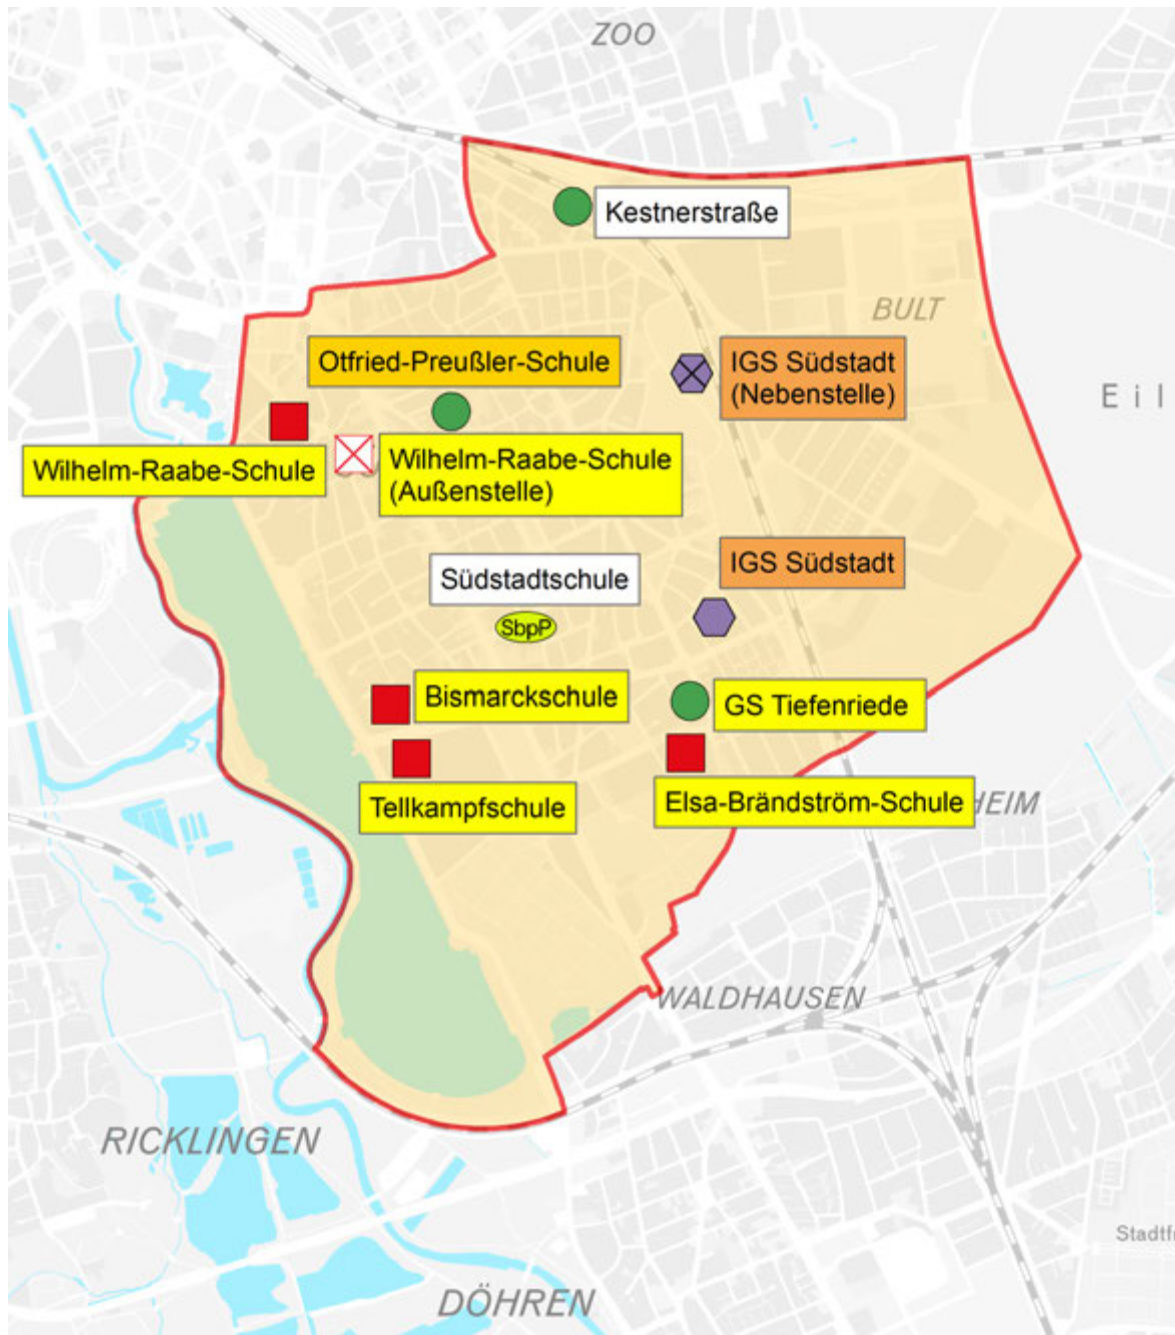 ZOO
Kestnerstraße
BULT
Otfried-Preußler-Schule
IGS Südstadt
(Nebenstelle)
Eil
Wilhelm-Raabe-Schule
Wilhelm-Raabe-Schule
(Außenstelle)
Südstadtschule
IGS Südstadt
SbpP
Bismarckschule
GS Tiefenriede
Tellkampfschule
Elsa-Brändström-Schule
HEIM
WALDHAUSEN
RICKLINGEN
Stadtf
DÖHREN